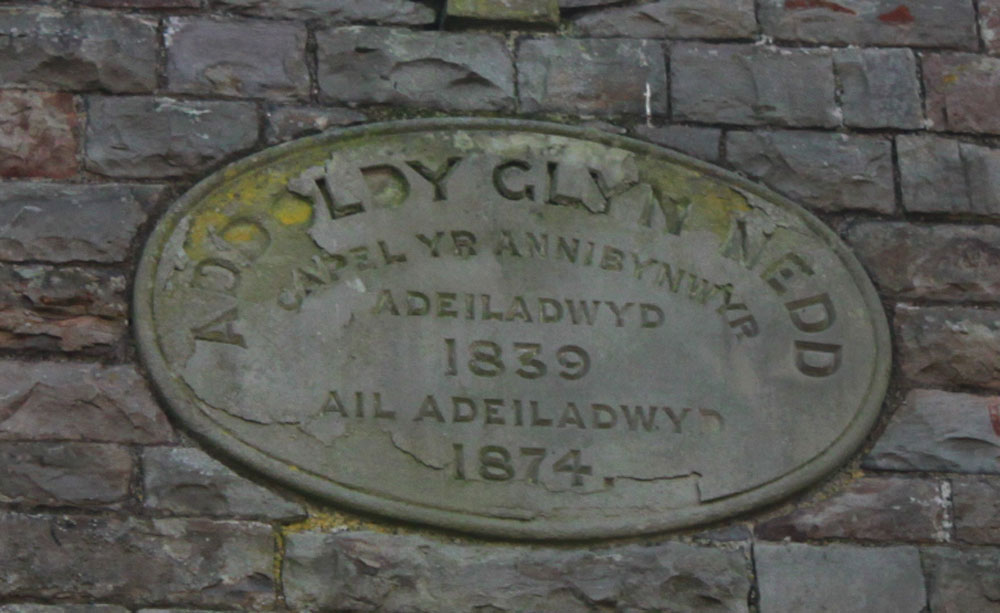 ADDOLDY GLYN NEDD
CAPEL YR ANNIBYNWYR
ADEILADWYD
1839
AIL ADEILADWYD
1874.